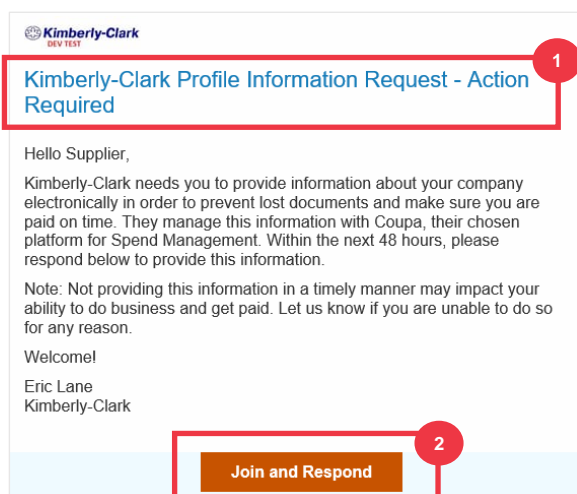 Kimberly-Clark
DEV TEST
1
Kimberly-Clark Profile Information Request - Action
Required
Hello Supplier,
Kimberly-Clark needs you to provide information about your company
electronically in order to prevent lost documents and make sure you are
paid on time. They manage this information with Coupa, their chosen
platform for Spend Management. Within the next 48 hours, please
respond below to provide this information.
Note: Not providing this information in a timely manner may impact your
ability to do business and get paid. Let us know if you are unable to do so
for any reason.
Welcome!
Eric Lane
Kimberly-Clark
2
Join and Respond